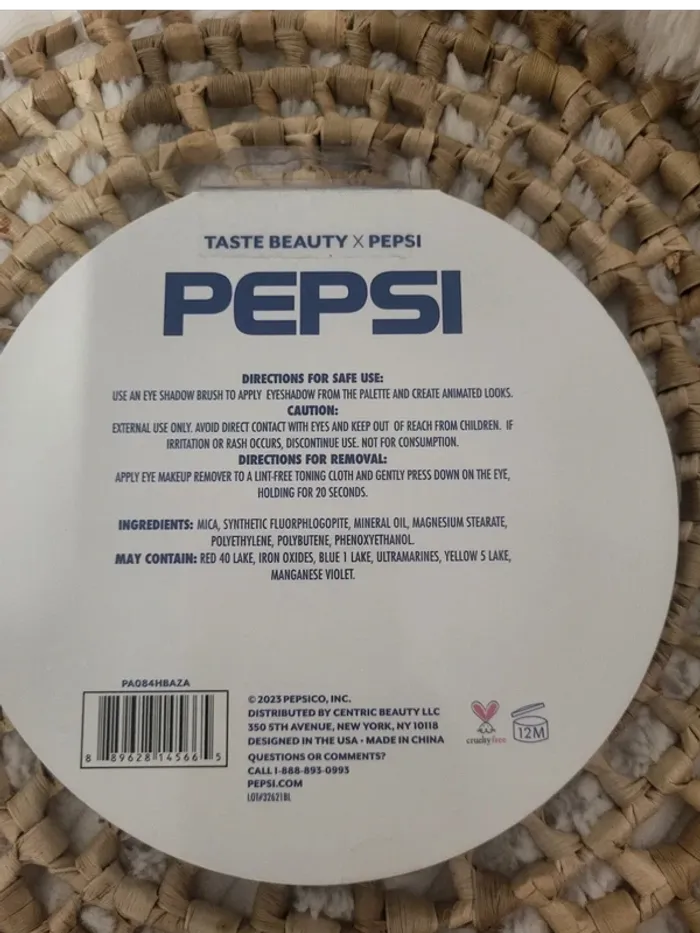 TASTE BEAUTY X PEPSI
PEPSI
DIRECTIONS FOR SAFE USE:
USE AN EYE SHADOW BRUSH TO APPLY EYESHADOW FROM THE PALETTE AND CREATE ANIMATED LOOKS.
CAUTION:
EXTERNAL USE ONLY. AVOID DIRECT CONTACT WITH EYES AND KEEP OUT OF REACH FROM CHILDREN. IF
IRRITATION OR RASH OCCURS, DISCONTINUE USE. NOT FOR CONSUMPTION.
DIRECTIONS FOR REMOVAL:
APPLY EYE MAKEUP REMOVER TO A LINT-FREE TONING CLOTH AND GENTLY PRESS DOWN ON THE EYE,
HOLDING FOR 20 SECONDS.
INGREDIENTS: MICA, SYNTHETIC FLUORPHLOGOPITE, MINERAL OIL, MAGNESIUM STEARATE,
POLYETHYLENE, POLYBUTENE, PHENOXYETHANOL.
MAY CONTAIN: RED 40 LAKE, IRON OXIDES, BLUE 1 LAKE, ULTRAMARINES, YELLOW 5 LAKE,
MANGANESE VIOLET.
PA084HBAZA
8 89628 14566 5
© 2023 PEPSICO, INC.
DISTRIBUTED BY CENTRIC BEAUTY LLC
350 5TH AVENUE, NEW YORK, NY 10118
DESIGNED IN THE USA • MADE IN CHINA
QUESTIONS OR COMMENTS?
CALL 1-888-893-0993
PEPSI.COM
LOT#32621BL
cruelty free
12M